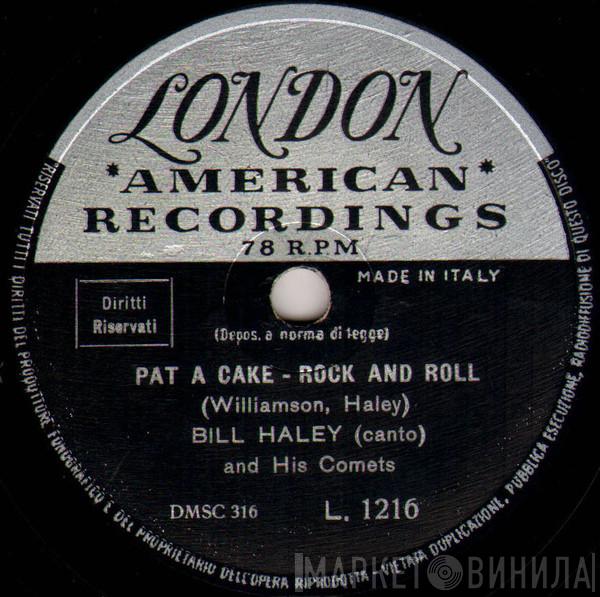 LONDON
*AMERICAN*
RECORDINGS
78 R.P.M
MADE IN ITALY
Diritti
Riservati
(Depos. a norma di legge)
PAT A CAKE - ROCK AND ROLL
(Williamson, Haley)
BILL HALEY (canto)
and His Comets
DMSC 316
L. 1216
RISERVATI TUTTI I DIRITTI DEL PRODUTTORE FONOGRAFICO E DEL PROPRIETARIO DELL'OPERA RIPRODOTTA - VIETATA DUPLICAZIONE, PUBBLICA ESECUZIONE, RADIODIFFUSIONE DI QUESTO DISCO
МАРКЕТ ВИНИЛА